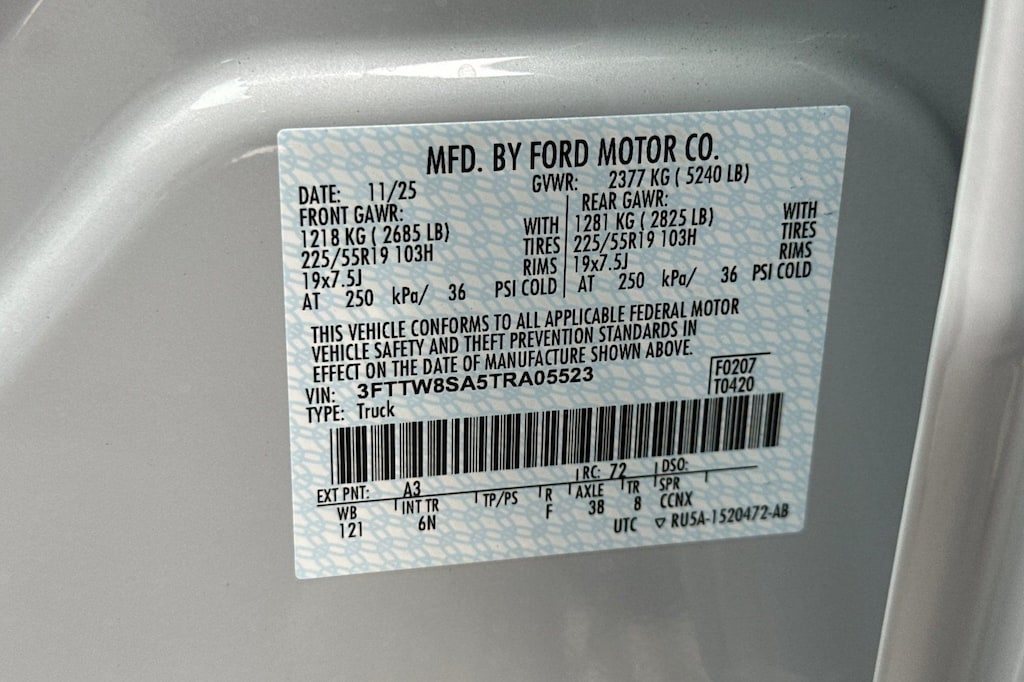 MFD. BY FORD MOTOR CO.
DATE: 11/25 GVWR: 2377 KG ( 5240 LB)
FRONT GAWR: REAR GAWR:
1218 KG ( 2685 LB) WITH 1281 KG ( 2825 LB) WITH
225/55R19 103H TIRES 225/55R19 103H TIRES
19x7.5J RIMS 19x7.5J RIMS
AT 250 kPa/ 36 PSI COLD AT 250 kPa/ 36 PSI COLD
THIS VEHICLE CONFORMS TO ALL APPLICABLE FEDERAL MOTOR
VEHICLE SAFETY AND THEFT PREVENTION STANDARDS IN
EFFECT ON THE DATE OF MANUFACTURE SHOWN ABOVE.
VIN: 3FTTW8SA5TRA05523 F0207
TYPE: Truck T0420
EXT PNT: A3 RC: 72 DSO:
WB INT TR TP/PS R AXLE TR SPR
121 6N F 38 8 CCNX
UTC ▽ RU5A-1520472-AB